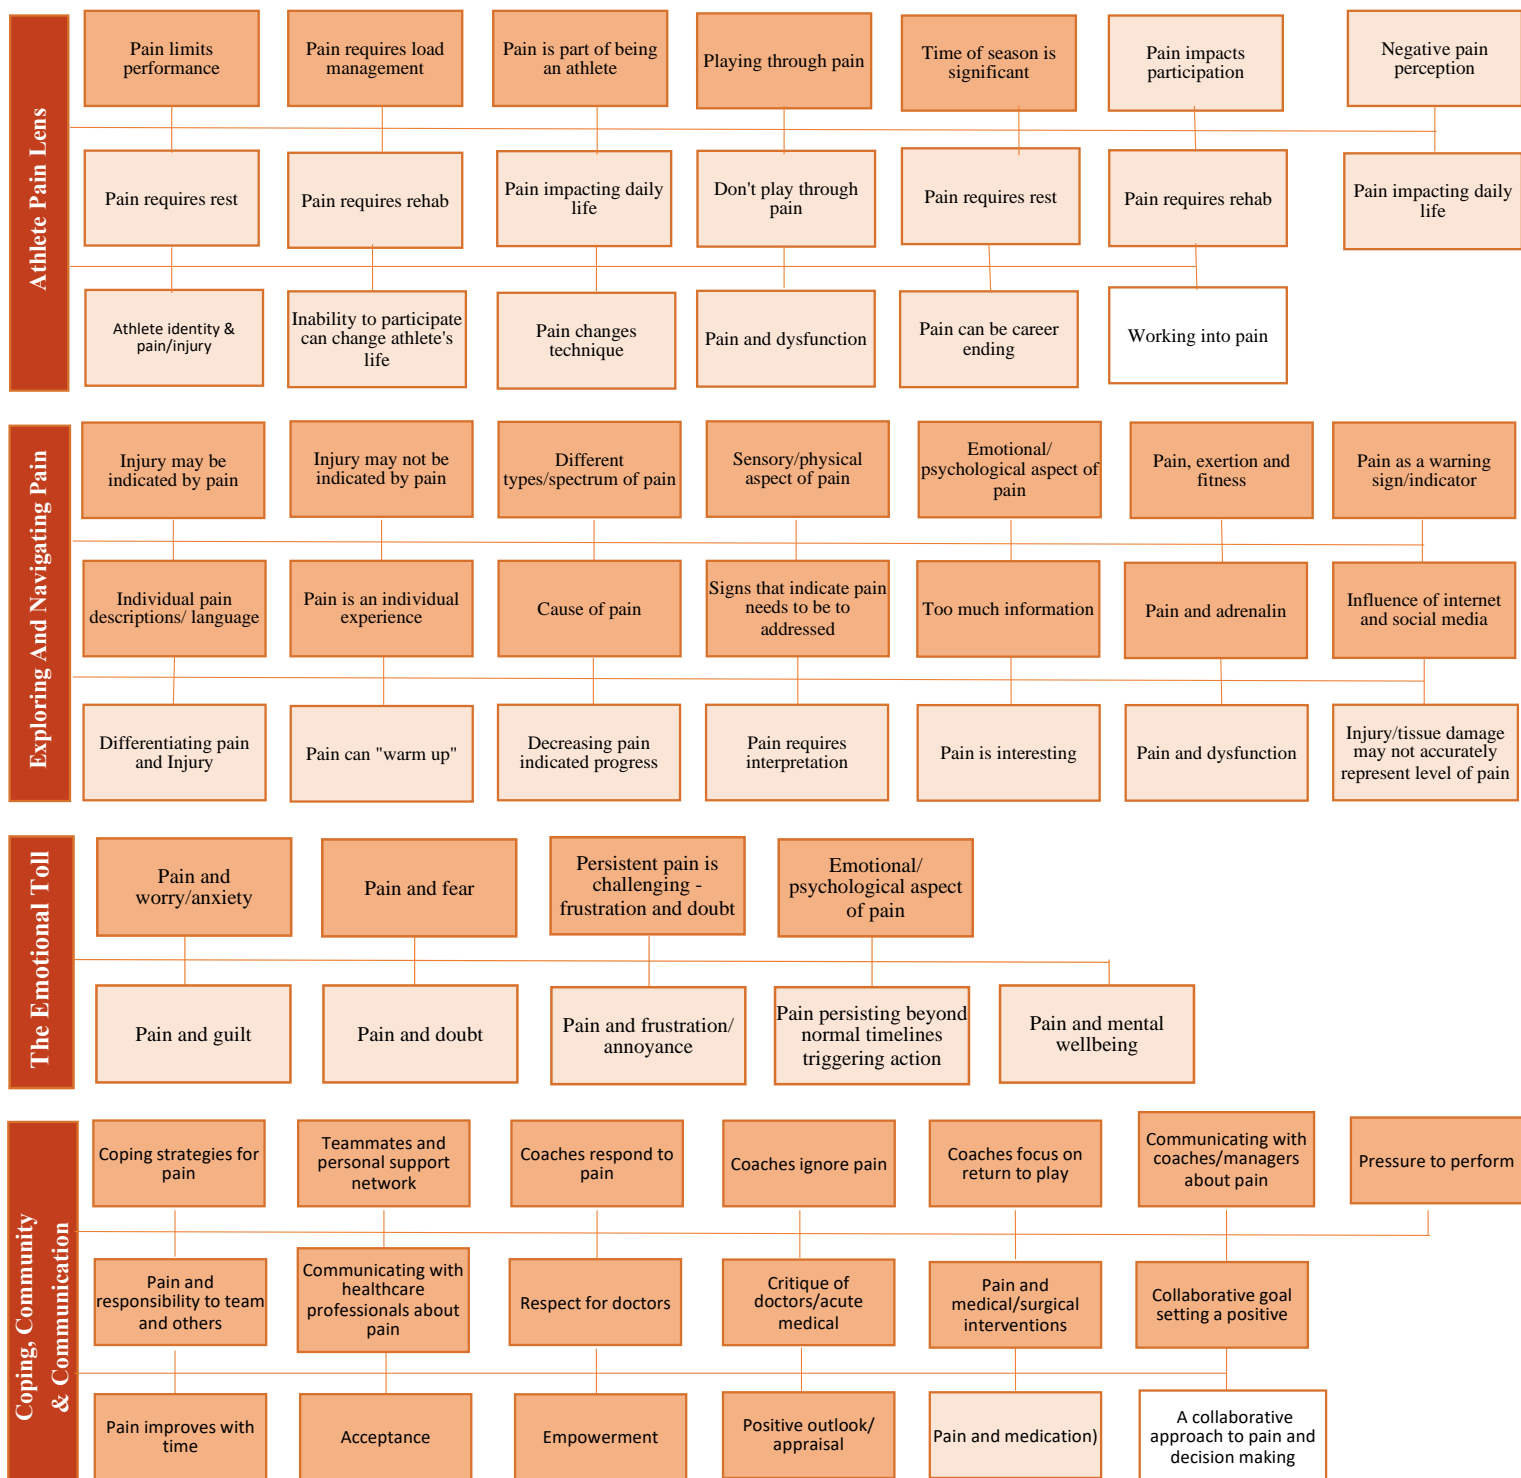 Athlete Pain Lens
Pain limits
performance
Pain requires load
management
Pain is part of being
an athlete
Playing through pain
Time of season is
significant
Pain impacts
participation
Negative pain
perception
Pain requires rest
Pain requires rehab
Pain impacting daily
life
Don't play through
pain
Pain requires rest
Pain requires rehab
Pain impacting daily
life
Athlete identity &
pain/injury
Inability to participate
can change athlete's
life
Pain changes
technique
Pain and dysfunction
Pain can be career
ending
Working into pain
Exploring And Navigating Pain
Injury may be
indicated by pain
Injury may not be
indicated by pain
Different
types/spectrum of pain
Sensory/physical
aspect of pain
Emotional/
psychological aspect of
pain
Pain, exertion and
fitness
Pain as a warning
sign/indicator
Individual pain
descriptions/ language
Pain is an individual
experience
Cause of pain
Signs that indicate pain
needs to be to
addressed
Too much information
Pain and adrenalin
Influence of internet
and social media
Differentiating pain
and Injury
Pain can "warm up"
Decreasing pain
indicated progress
Pain requires
interpretation
Pain is interesting
Pain and dysfunction
Injury/tissue damage
may not accurately
represent level of pain
The Emotional Toll
Pain and
worry/anxiety
Pain and fear
Persistent pain is
challenging -
frustration and doubt
Emotional/
psychological aspect
of pain
Pain and guilt
Pain and doubt
Pain and frustration/
annoyance
Pain persisting beyond
normal timelines
triggering action
Pain and mental
wellbeing
Coping, Community
& Communication
Coping strategies for
pain
Teammates and
personal support
network
Coaches respond to
pain
Coaches ignore pain
Coaches focus on
return to play
Communicating with
coaches/managers
about pain
Pressure to perform
Pain and
responsibility to team
and others
Communicating with
healthcare
professionals about
pain
Respect for doctors
Critique of
doctors/acute
medical
Pain and
medical/surgical
interventions
Collaborative goal
setting a positive
Pain improves with
time
Acceptance
Empowerment
Positive outlook/
appraisal
Pain and medication)
A collaborative
approach to pain and
decision making